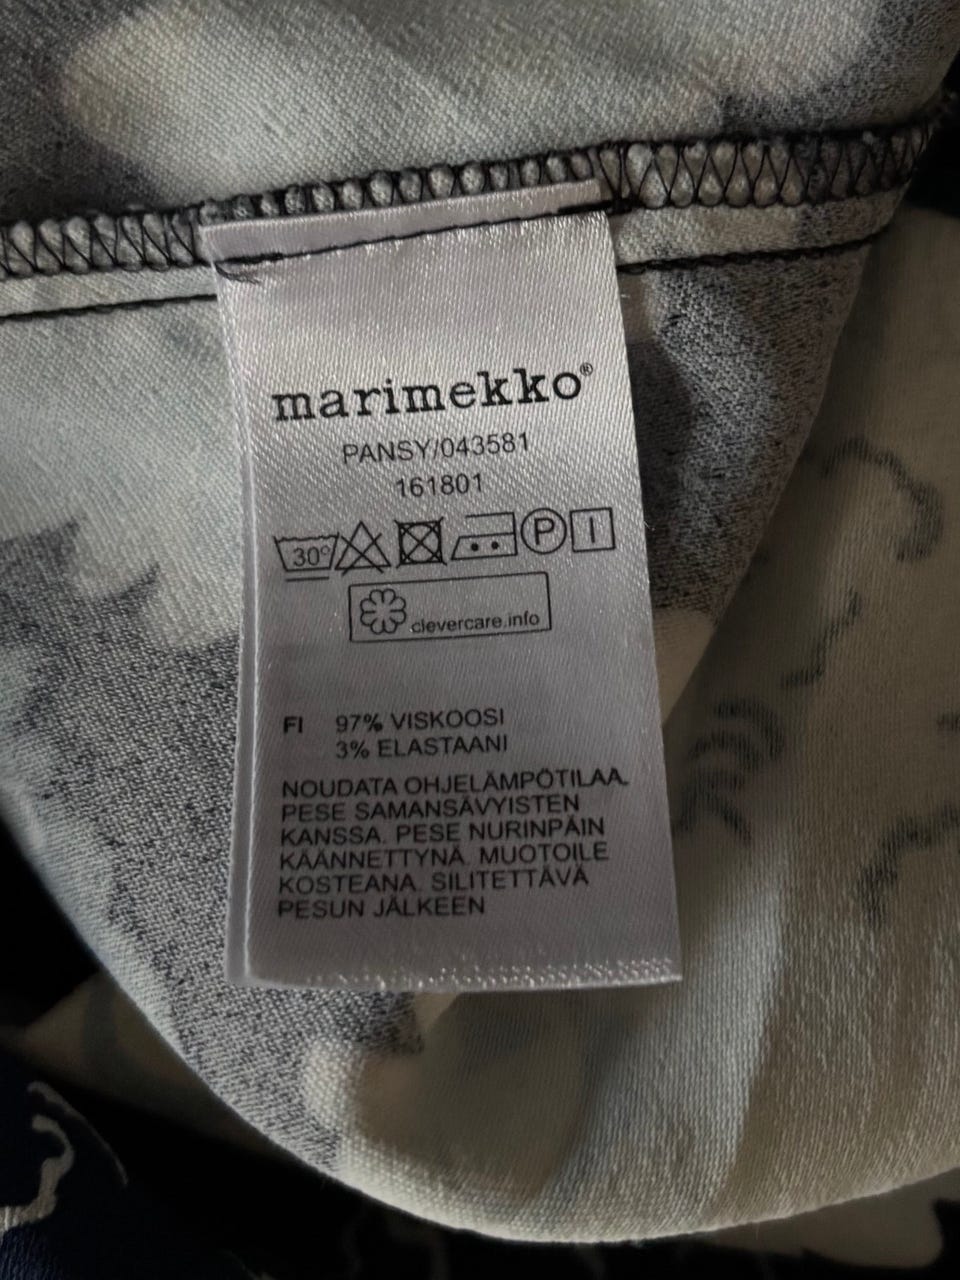 marimekko®
PANSY/043581
161801
30° P I
clevercare.info
FI 97% VISKOOSI
3% ELASTAANI
NOUDATA OHJELÄMPÖTILAA.
PESE SAMANSÄVYISTEN
KANSSA. PESE NURINPÄIN
KÄÄNNETTYNÄ. MUOTOILE
KOSTEANA. SILITETTÄVÄ
PESUN JÄLKEEN